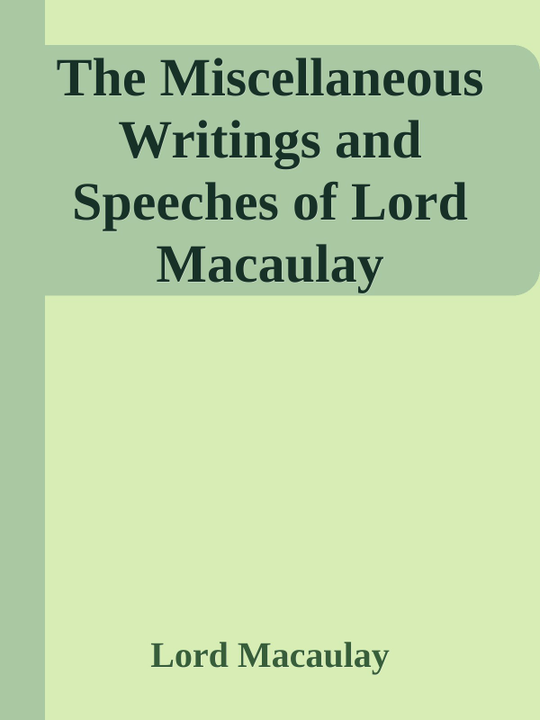 The Miscellaneous
Writings and
Speeches of Lord
Macaulay
Lord Macaulay